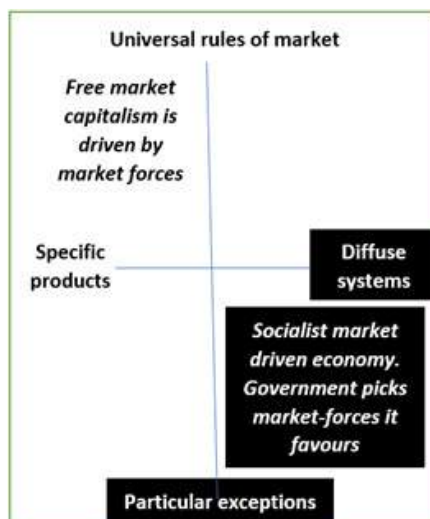 Universal rules of market
Free market
capitalism is
driven by
market forces
Specific
products
Diffuse
systems
Socialist market
driven economy.
Government picks
market-forces it
favours
Particular exceptions